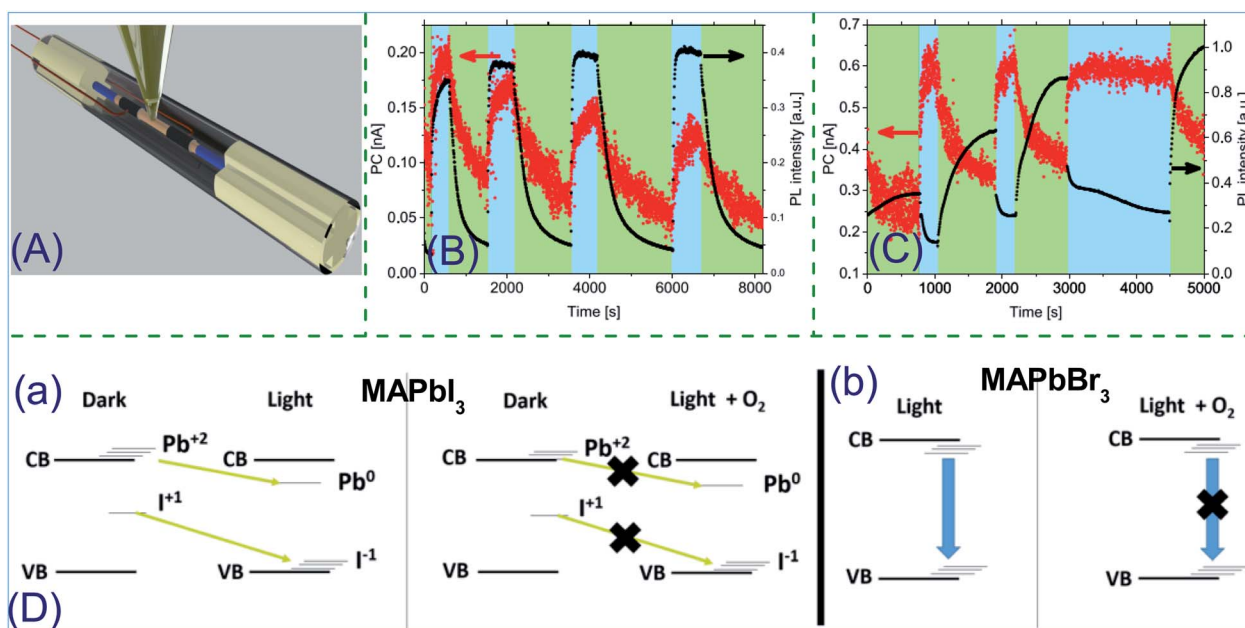 (A)
0.20
0.15
0.10
0.05
0.00
PC [nA]
0.4
0.3
0.2
0.1
0.0
PL intensity [a.u.]
0 2000 4000 6000 8000
Time [s]
(B)
0.7
0.6
0.5
0.4
0.3
0.2
0.1
PC [nA]
1.0
0.8
0.6
0.4
0.2
0.0
PL intensity [a.u.]
0 1000 2000 3000 4000 5000
Time [s]
(C)
(a)
MAPbI3
Dark Light
CB Pb+2 CB
Pb0
I+1
VB VB I-1
Dark Light + O2
CB Pb+2 CB
Pb0
I+1
VB VB I-1
(b)
MAPbBr3
Light Light + O2
CB CB
VB VB
(D)